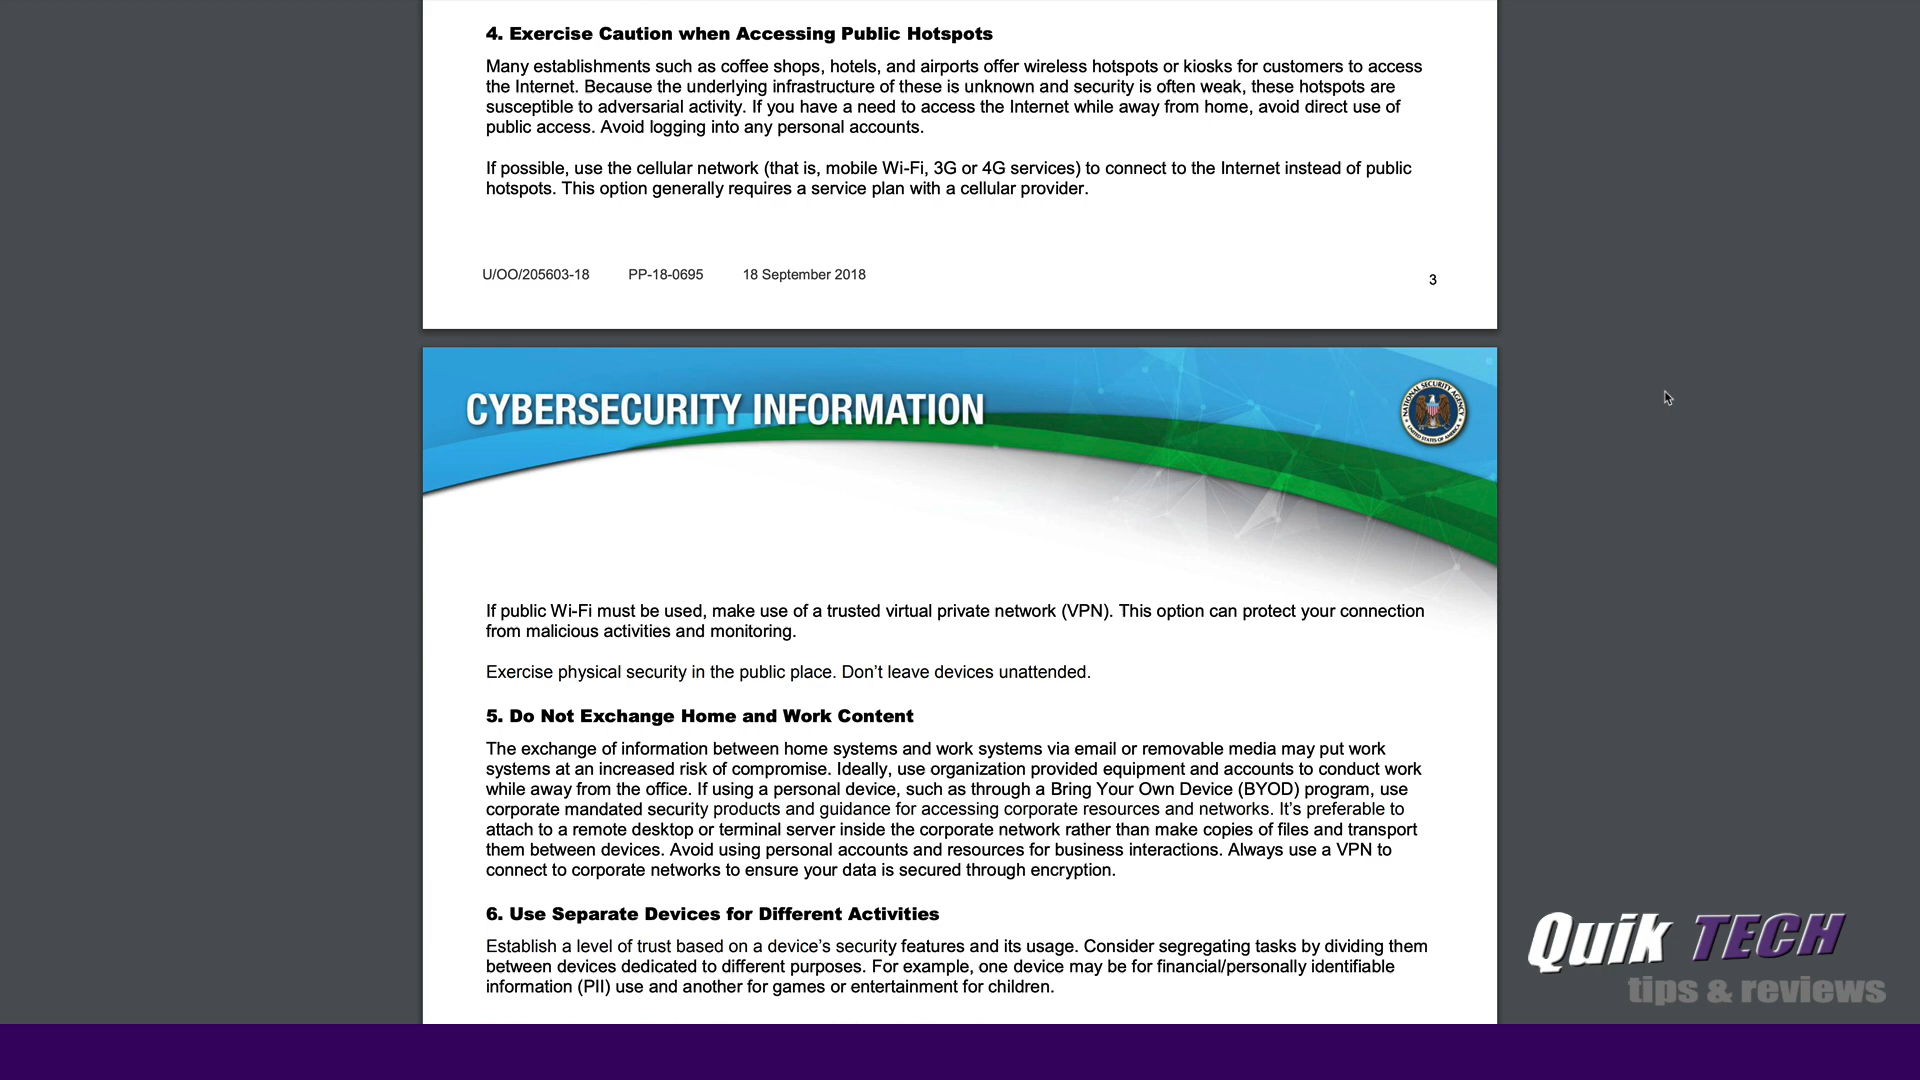 4. Exercise Caution when Accessing Public Hotspots
Many establishments such as coffee shops, hotels, and airports offer wireless hotspots or kiosks for customers to access
the Internet. Because the underlying infrastructure of these is unknown and security is often weak, these hotspots are
susceptible to adversarial activity. If you have a need to access the Internet while away from home, avoid direct use of
public access. Avoid logging into any personal accounts.
If possible, use the cellular network (that is, mobile Wi-Fi, 3G or 4G services) to connect to the Internet instead of public
hotspots. This option generally requires a service plan with a cellular provider.
U/OO/205603-18 PP-18-0695 18 September 2018
3
CYBERSECURITY INFORMATION
NATIONAL SECURITY AGENCY
UNITED STATES OF AMERICA
If public Wi-Fi must be used, make use of a trusted virtual private network (VPN). This option can protect your connection
from malicious activities and monitoring.
Exercise physical security in the public place. Don’t leave devices unattended.
5. Do Not Exchange Home and Work Content
The exchange of information between home systems and work systems via email or removable media may put work
systems at an increased risk of compromise. Ideally, use organization provided equipment and accounts to conduct work
while away from the office. If using a personal device, such as through a Bring Your Own Device (BYOD) program, use
corporate mandated security products and guidance for accessing corporate resources and networks. It’s preferable to
attach to a remote desktop or terminal server inside the corporate network rather than make copies of files and transport
them between devices. Avoid using personal accounts and resources for business interactions. Always use a VPN to
connect to corporate networks to ensure your data is secured through encryption.
6. Use Separate Devices for Different Activities
Establish a level of trust based on a device’s security features and its usage. Consider segregating tasks by dividing them
between devices dedicated to different purposes. For example, one device may be for financial/personally identifiable
information (PII) use and another for games or entertainment for children.
Quik TECH
tips & reviews